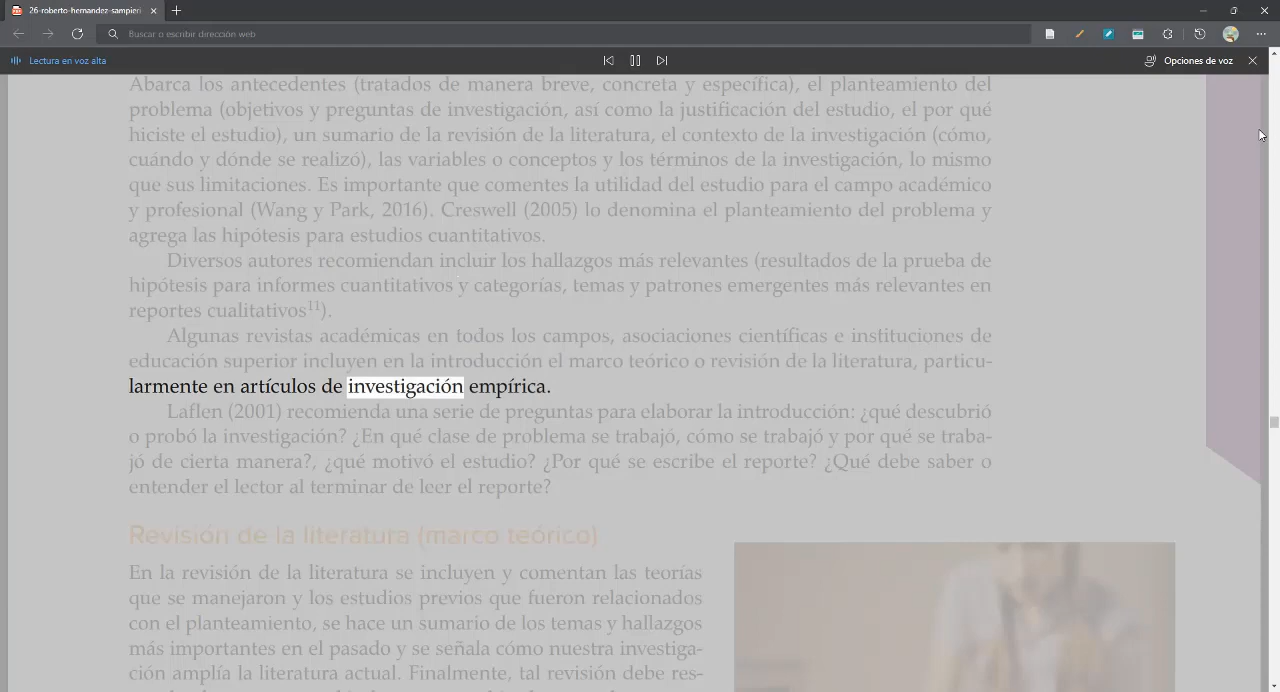 26-roberto-hernandez-sampieri
Buscar o escribir dirección web
Lectura en voz alta
Opciones de voz
Abarca los antecedentes (tratados de manera breve, concreta y específica), el planteamiento del
problema (objetivos y preguntas de investigación, así como la justificación del estudio, el por qué
hiciste el estudio), un sumario de la revisión de la literatura, el contexto de la investigación (cómo,
cuándo y dónde se realizó), las variables o conceptos y los términos de la investigación, lo mismo
que sus limitaciones. Es importante que comentes la utilidad del estudio para el campo académico
y profesional (Wang y Park, 2016). Creswell (2005) lo denomina el planteamiento del problema y
agrega las hipótesis para estudios cuantitativos.
Diversos autores recomiendan incluir los hallazgos más relevantes (resultados de la prueba de
hipótesis para informes cuantitativos y categorías, temas y patrones emergentes más relevantes en
reportes cualitativos11).
Algunas revistas académicas en todos los campos, asociaciones científicas e instituciones de
educación superior incluyen en la introducción el marco teórico o revisión de la literatura, particu-
larmente en artículos de investigación empírica.
Laflen (2001) recomienda una serie de preguntas para elaborar la introducción: ¿qué descubrió
o probó la investigación? ¿En qué clase de problema se trabajó, cómo se trabajó y por qué se traba-
jó de cierta manera?, ¿qué motivó el estudio? ¿Por qué se escribe el reporte? ¿Qué debe saber o
entender el lector al terminar de leer el reporte?
Revisión de la literatura (marco teórico)
En la revisión de la literatura se incluyen y comentan las teorías
que se manejaron y los estudios previos que fueron relacionados
con el planteamiento, se hace un sumario de los temas y hallazgos
más importantes en el pasado y se señala cómo nuestra investiga-
ción amplía la literatura actual. Finalmente, tal revisión debe res-